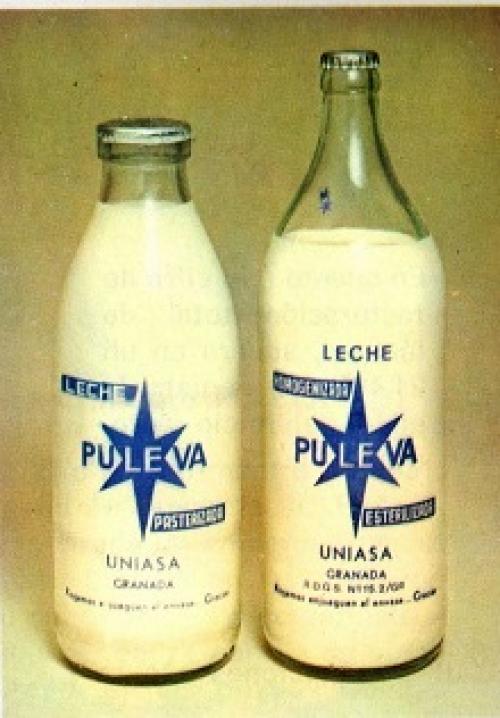 LECHE
PULEVA
PASTERIZADA
UNIASA
GRANADA
Rogamos enjuaguen el envase. Gracias
LECHE
HOMOGENIZADA
PULEVA
ESTERILIZADA
UNIASA
GRANADA
Rogamos enjuaguen el envase. Gracias